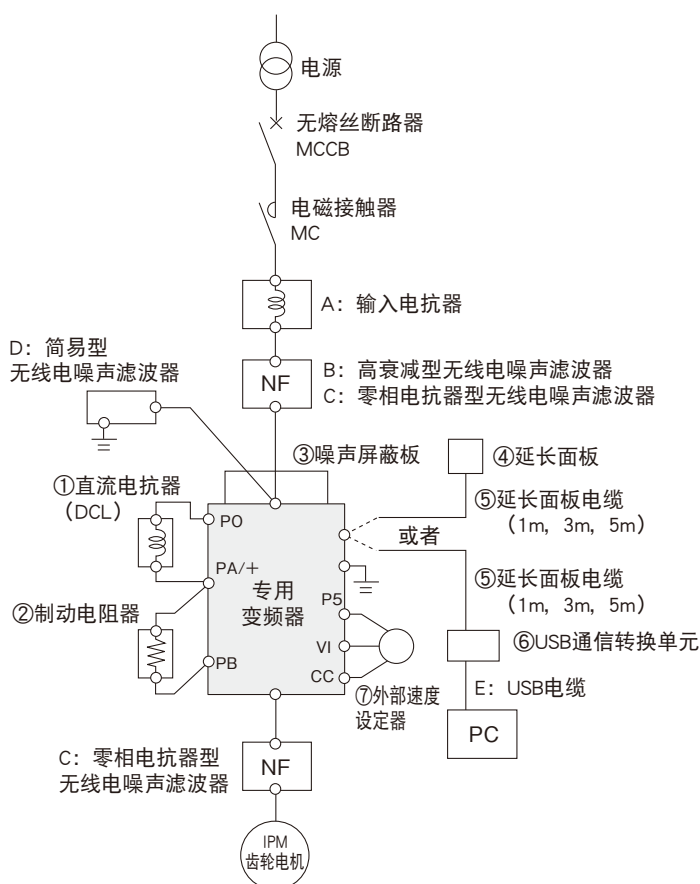 电源
无熔丝断路器
MCCB
电磁接触器
MC
A：输入电抗器
D：简易型
无线电噪声滤波器
NF
B：高衰减型无线电噪声滤波器
C：零相电抗器型无线电噪声滤波器
③噪声屏蔽板
④延长面板
①直流电抗器
（DCL）
PO
⑤延长面板电缆
（1m，3m，5m）
或者
PA/+
专用
变频器
⑤延长面板电缆
（1m，3m，5m）
②制动电阻器
P5
⑥USB通信转换单元
VI
PB
CC
⑦外部速度
设定器
E：USB电缆
PC
C：零相电抗器型
无线电噪声滤波器
NF
IPM
齿轮电机